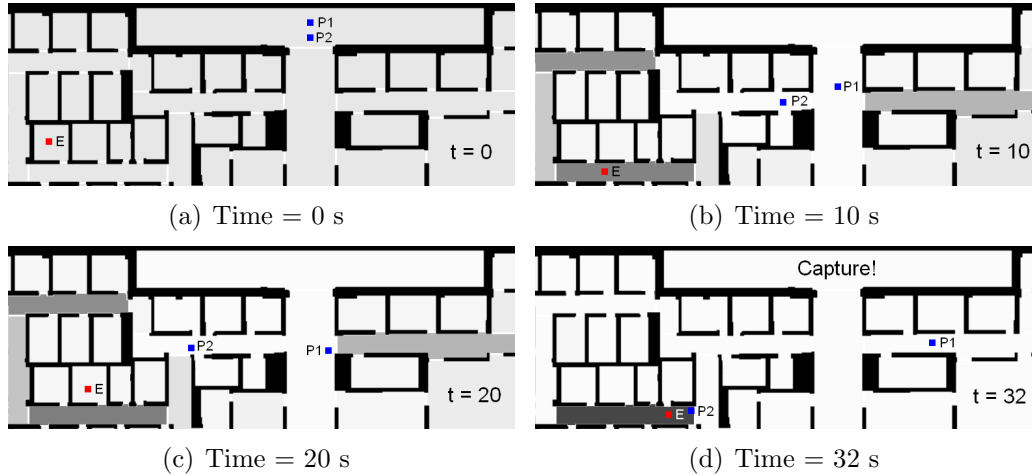 P1
P2
E
t = 0
(a) Time = 0 s
P1
P2
E
t = 10
(b) Time = 10 s
P2
P1
E
t = 20
(c) Time = 20 s
Capture!
P1
E P2
t = 32
(d) Time = 32 s